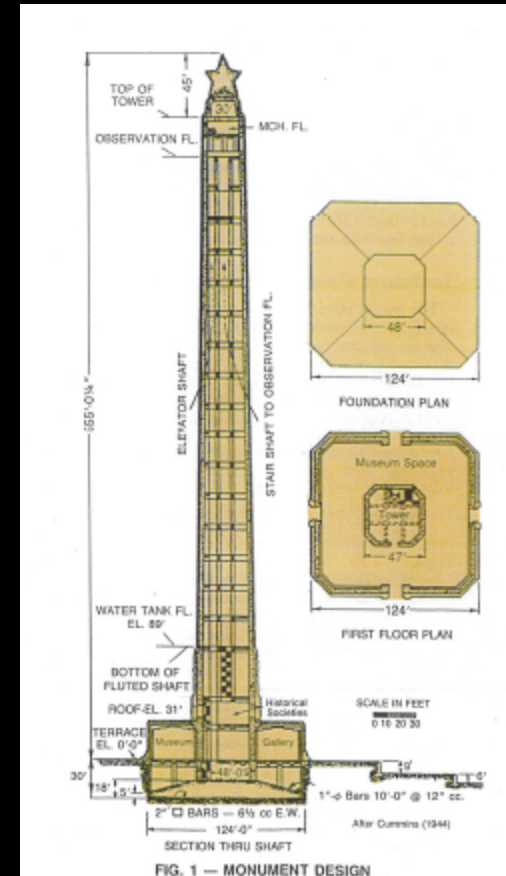 45'
TOP OF
TOWER
30'
MCH. FL.
OBSERVATION FL.
ELEVATOR SHAFT
STAIR SHAFT TO OBSERVATION FL.
48'
124'
FOUNDATION PLAN
Museum Space
Tower
47'
124'
FIRST FLOOR PLAN
WATER TANK FL.
EL. 89'
BOTTOM OF
FLUTED SHAFT
ROOF-EL. 31'
Historical
Societies
SCALE IN FEET
0 10 20 30
TERRACE
EL. 0'-0"
Museum
Gallery
9'
6'
30'
18'
5'
1"-ϕ Bars 10'-0" @ 12" cc.
2" □ BARS — 6½ cc E.W.
After Cummins (1944)
124'-0"
SECTION THRU SHAFT
FIG. 1 — MONUMENT DESIGN